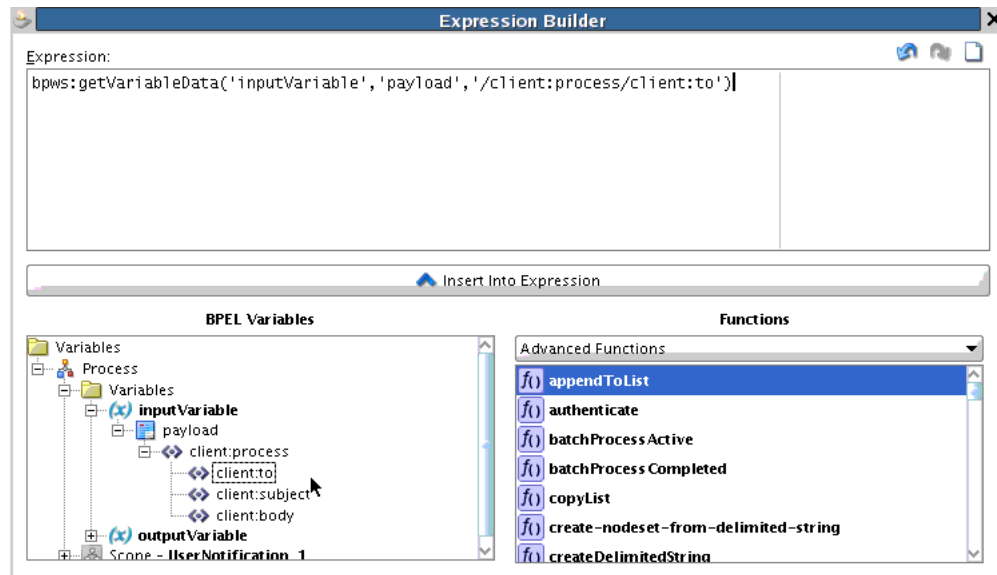 Expression Builder
Expression:
bpws:getVariableData('inputVariable','payload','/client:process/client:to')
Insert Into Expression
BPEL Variables
Functions
Variables
Process
Variables
(x) inputVariable
payload
client:process
client:to
client:subject
client:body
(x) outputVariable
Scope - UserNotification_1
Advanced Functions
f() appendToList
f() authenticate
f() batchProcessActive
f() batchProcessCompleted
f() copyList
f() create-nodeset-from-delimited-string
f() createDelimitedString